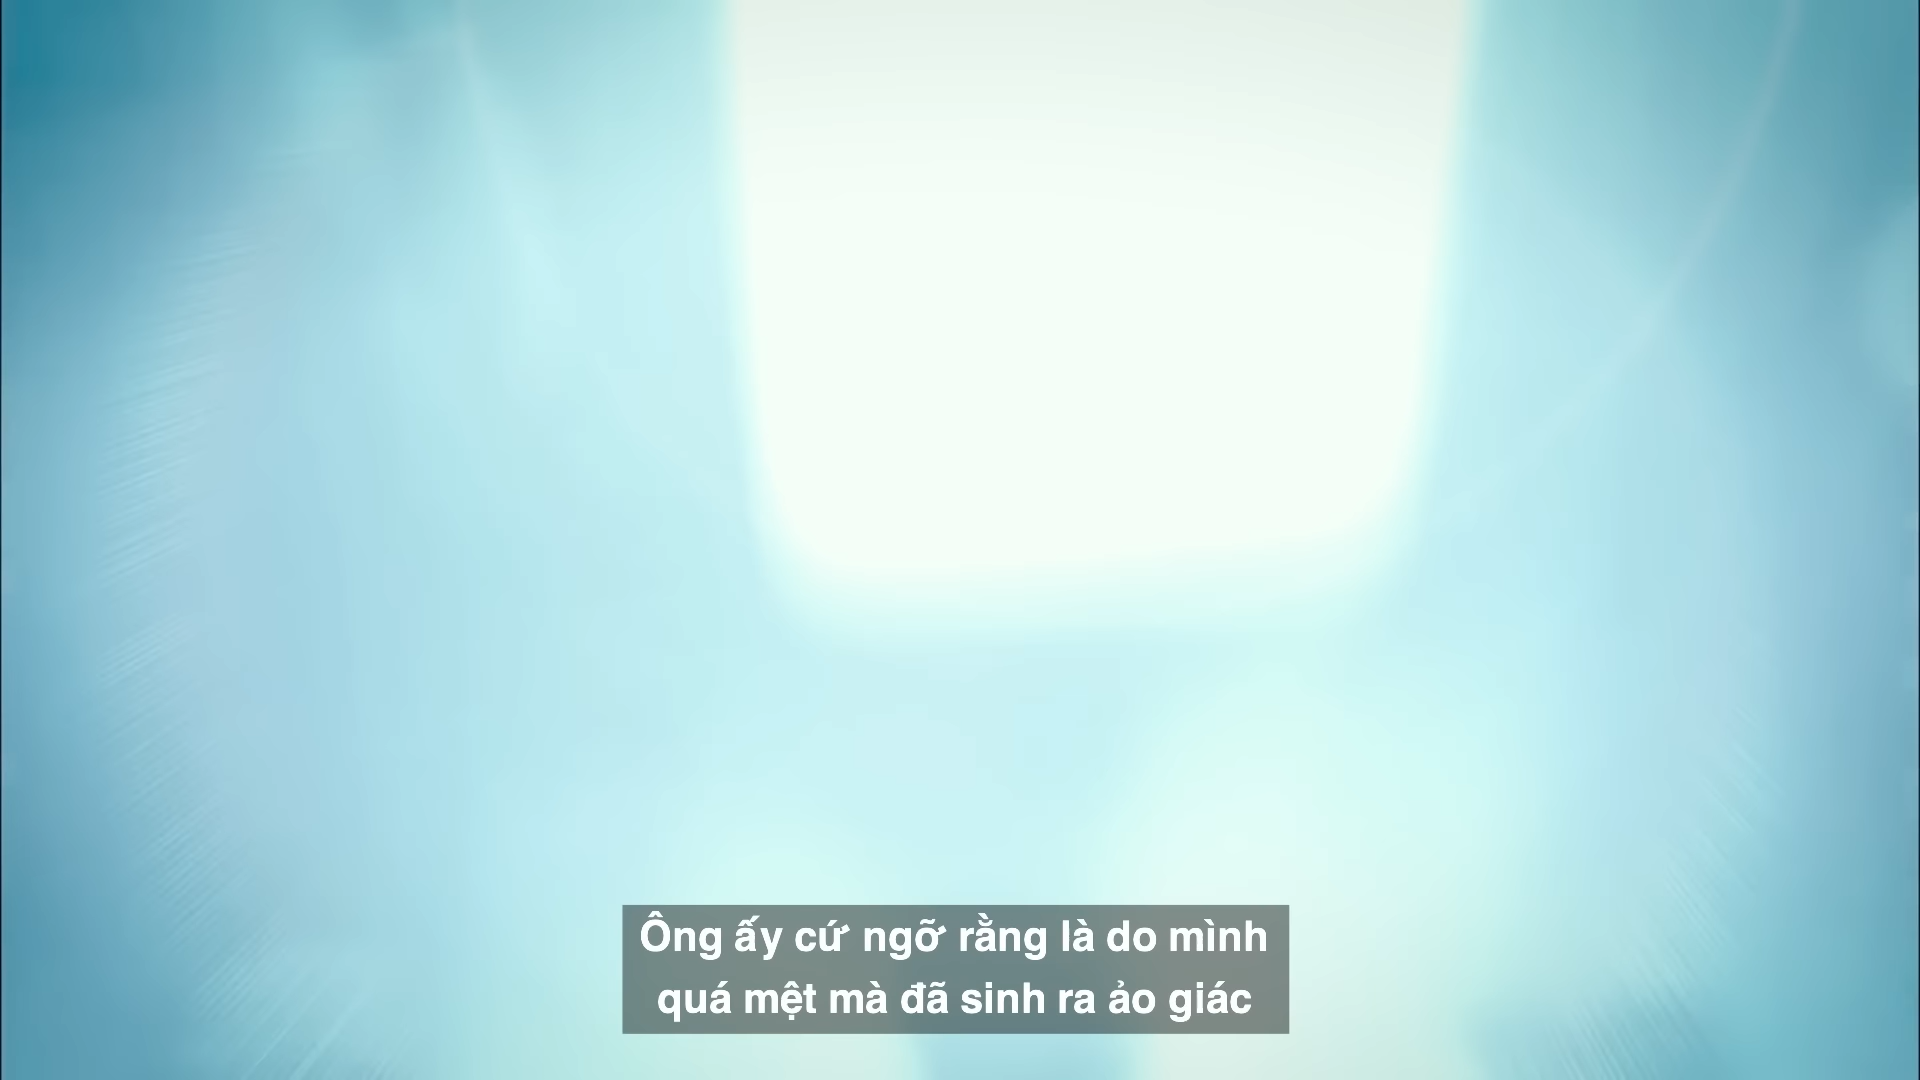 Ông ấy cứ ngỡ rằng là do mình
quá mệt mà đã sinh ra ảo giác